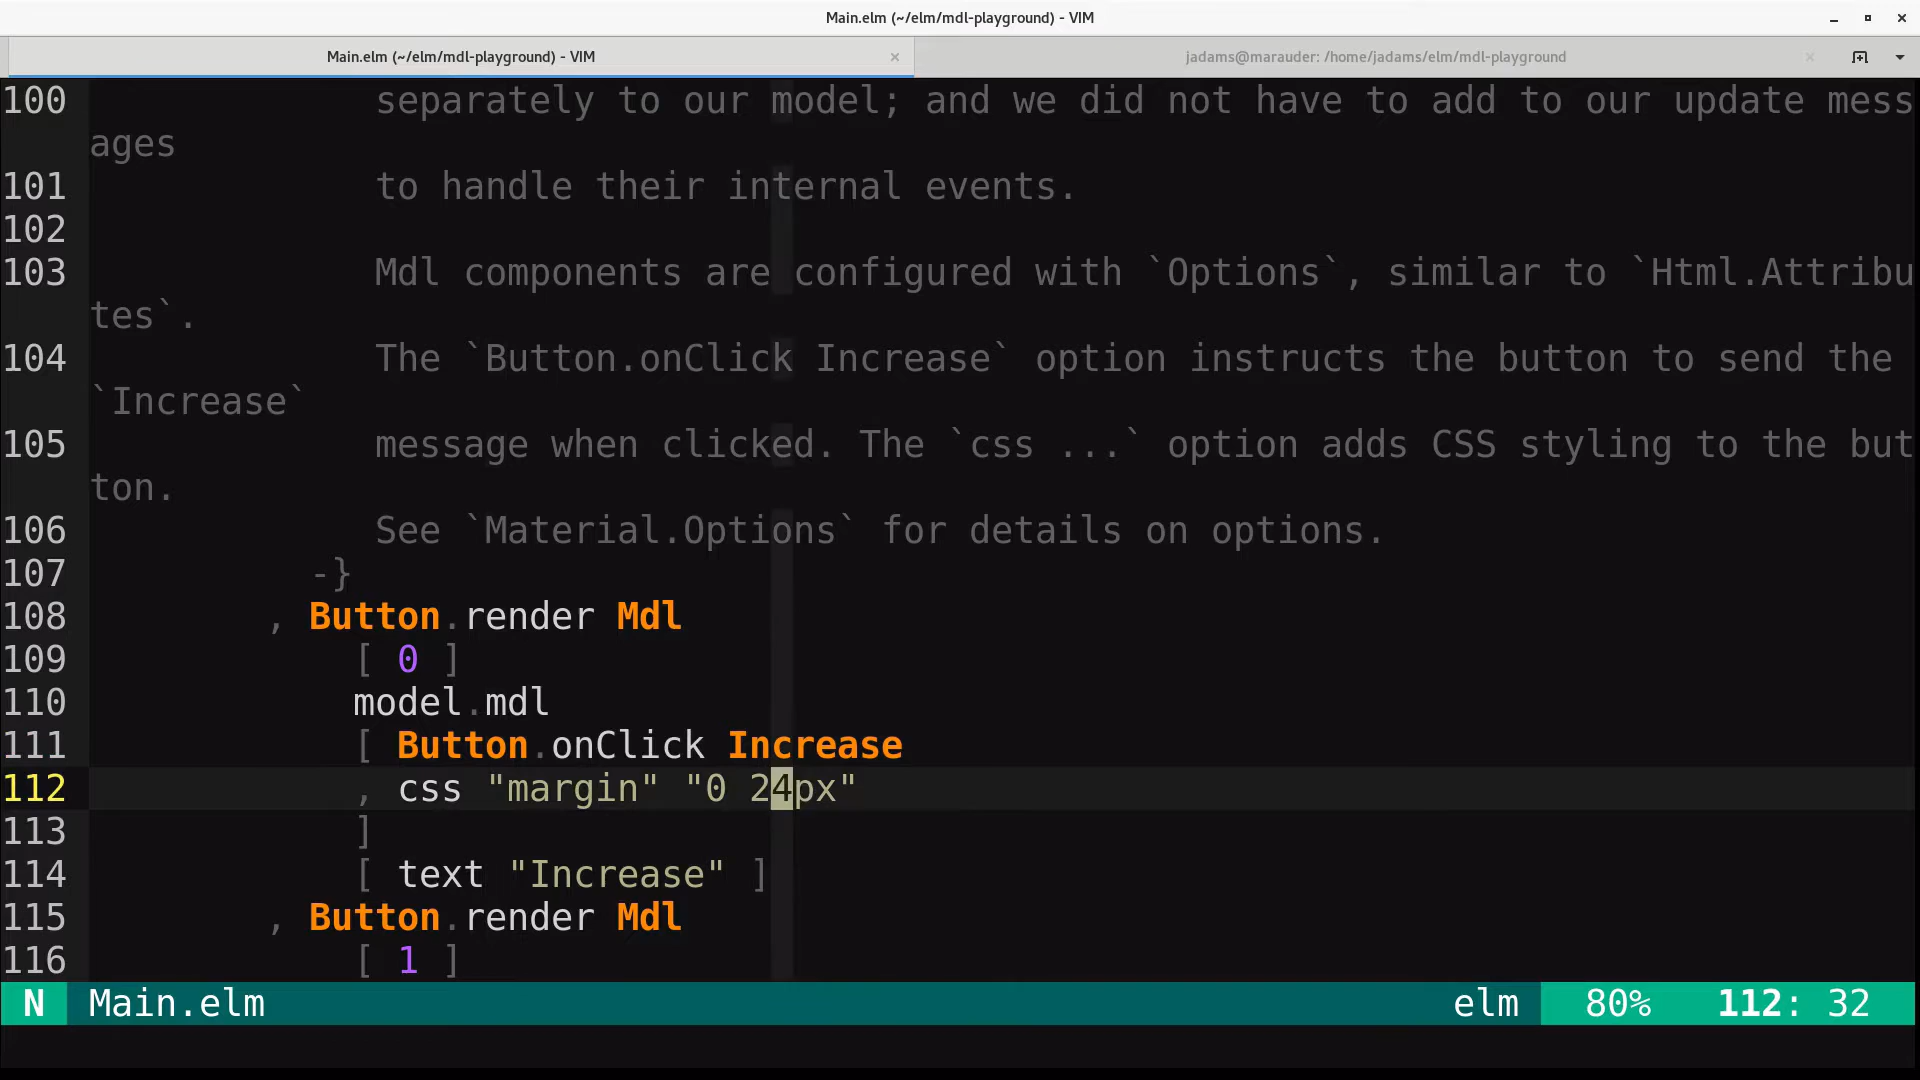 Main.elm (~/elm/mdl-playground) - VIM
Main.elm (~/elm/mdl-playground) - VIM
jadams@marauder: /home/jadams/elm/mdl-playground
100 separately to our model; and we did not have to add to our update mess
ages
101 to handle their internal events.
102
103 Mdl components are configured with `Options`, similar to `Html.Attribu
tes`.
104 The `Button.onClick Increase` option instructs the button to send the
`Increase`
105 message when clicked. The `css ...` option adds CSS styling to the but
ton.
106 See `Material.Options` for details on options.
107 -}
108 , Button.render Mdl
109 [ 0 ]
110 model.mdl
111 [ Button.onClick Increase
112 , css "margin" "0 24px"
113 ]
114 [ text "Increase" ]
115 , Button.render Mdl
116 [ 1 ]
N Main.elm elm 80% 112: 32